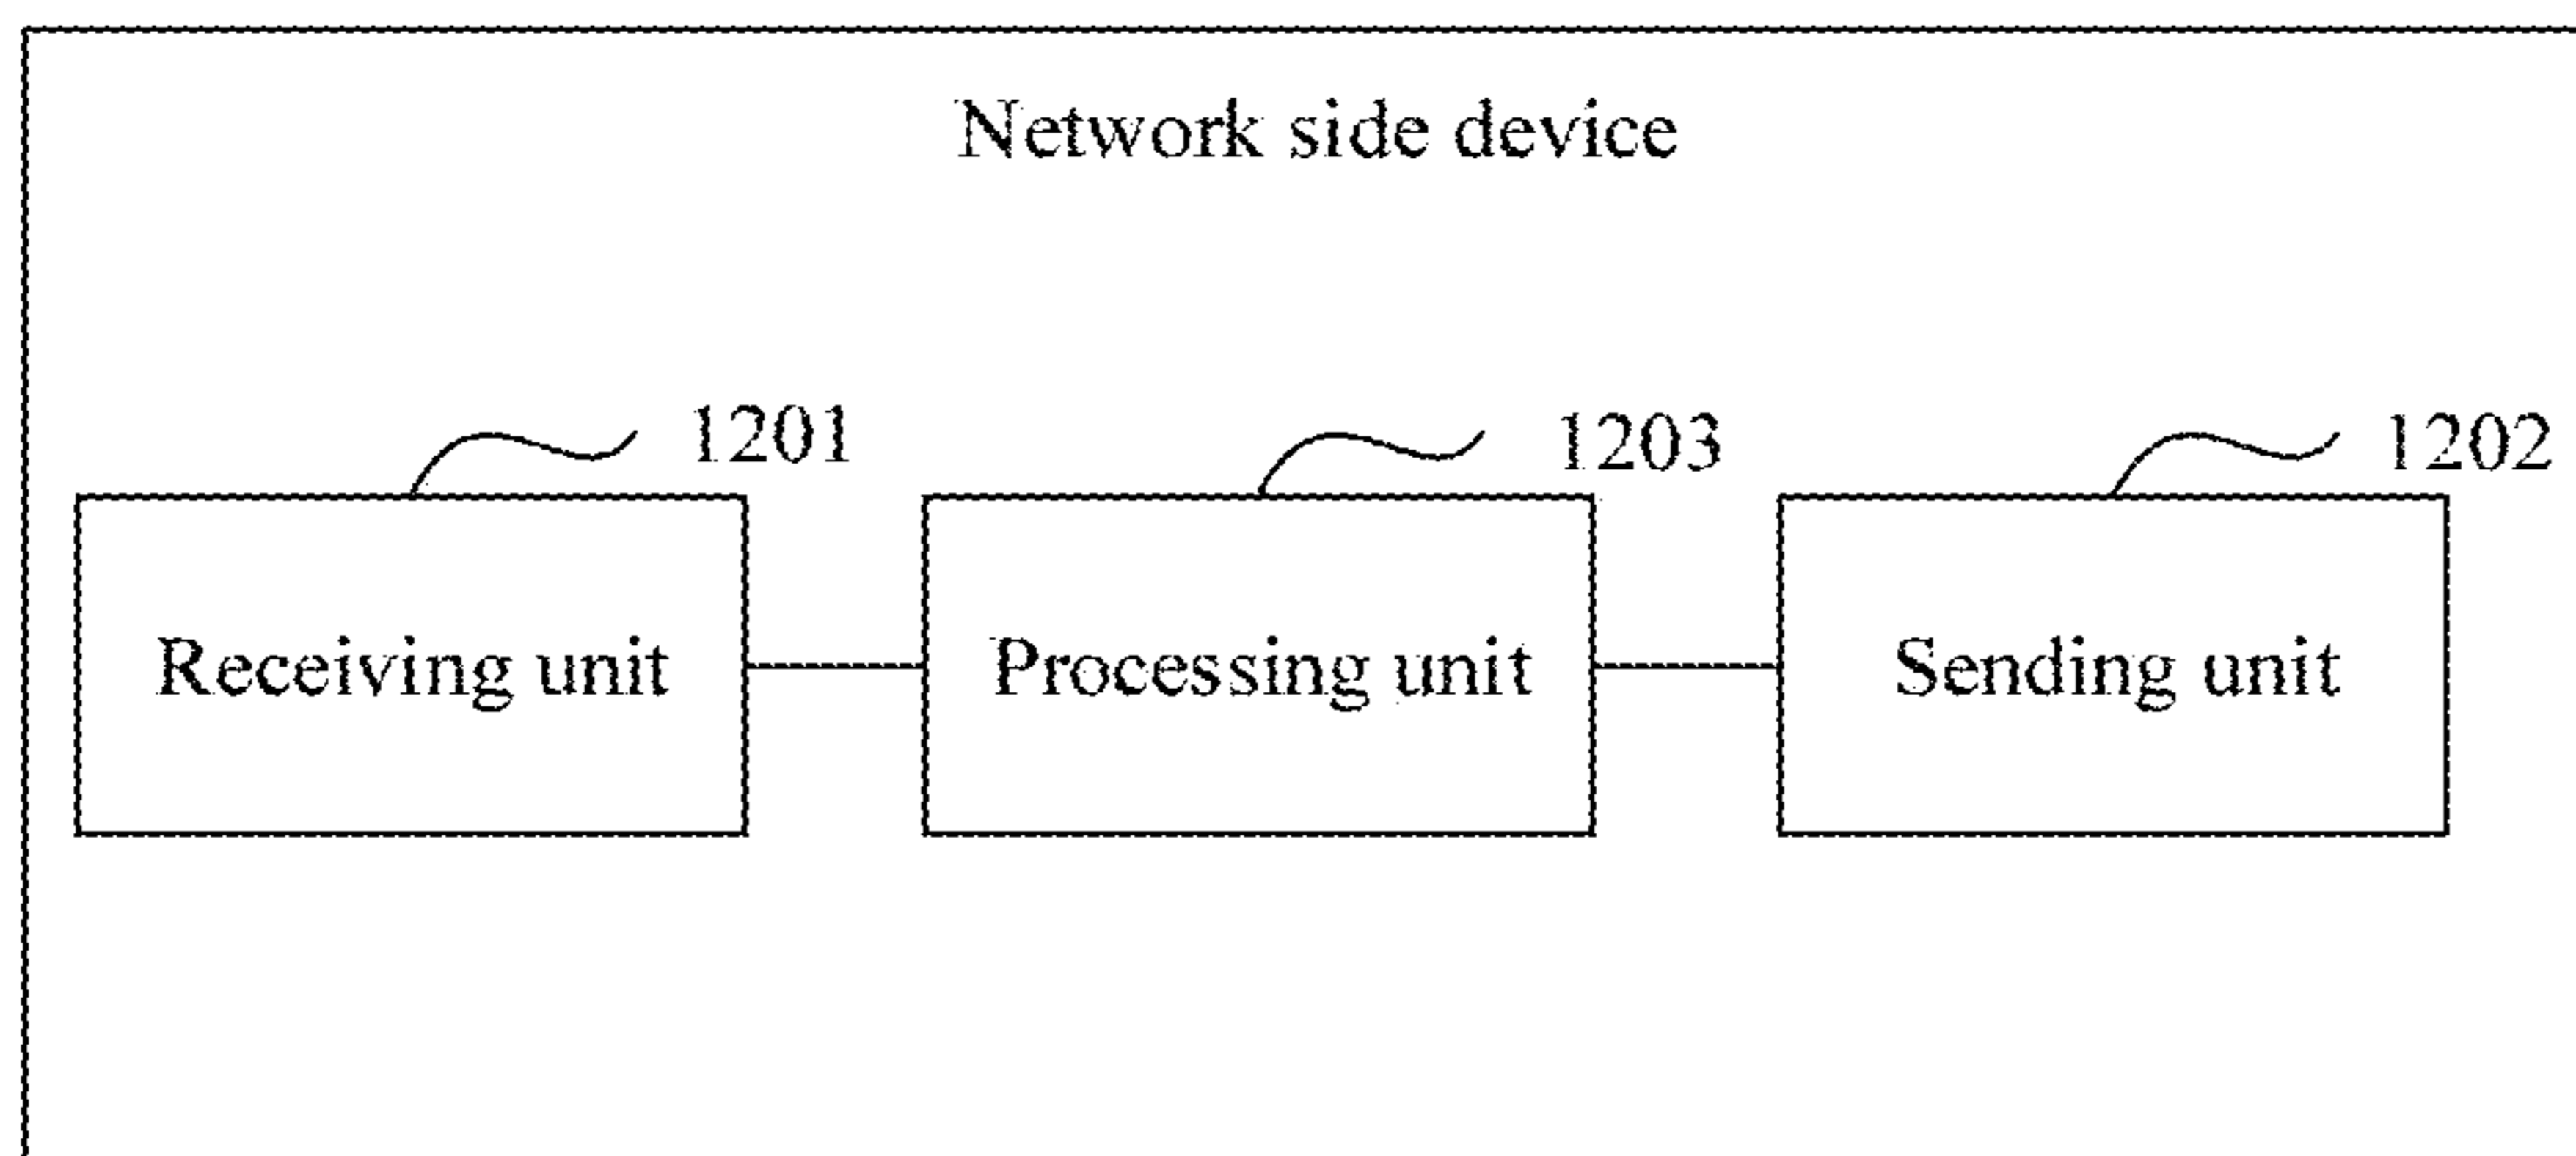 Network side device
1201
1203
1202
Receiving unit
Processing unit
Sending unit